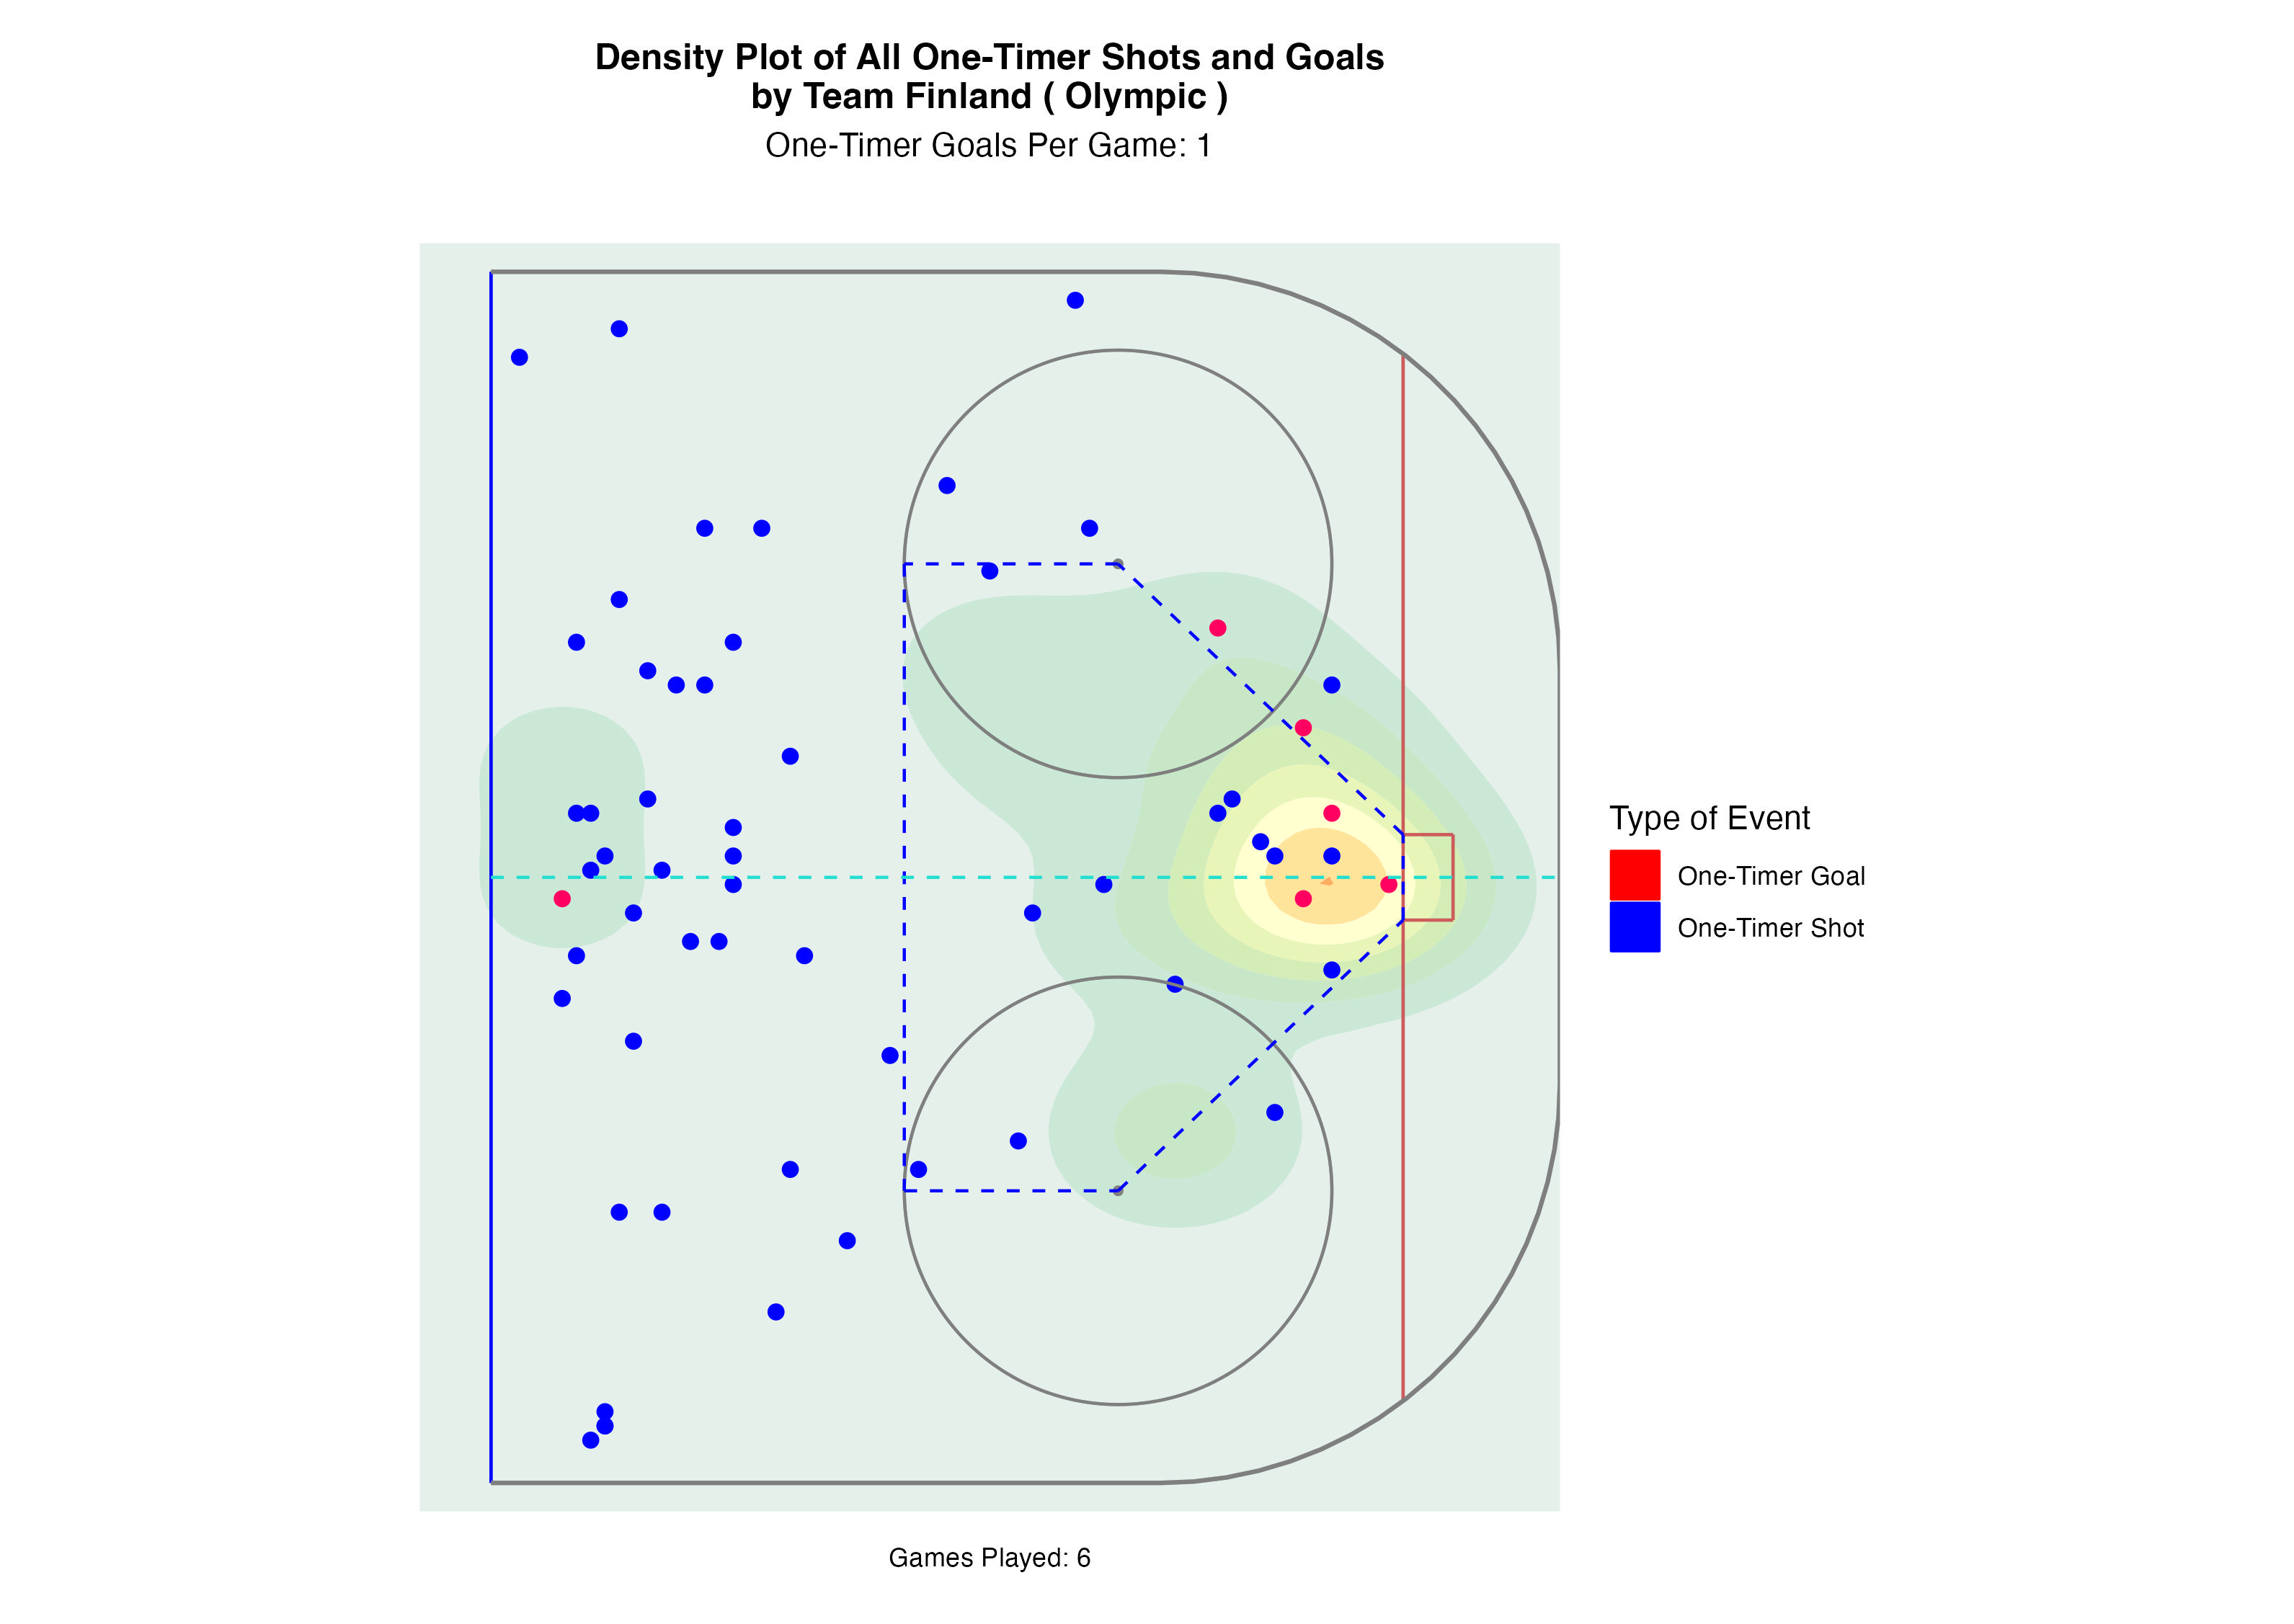 Density Plot of All One-Timer Shots and Goals
by Team Finland ( Olympic )
One-Timer Goals Per Game: 1
Type of Event
One-Timer Goal
One-Timer Shot
Games Played: 6